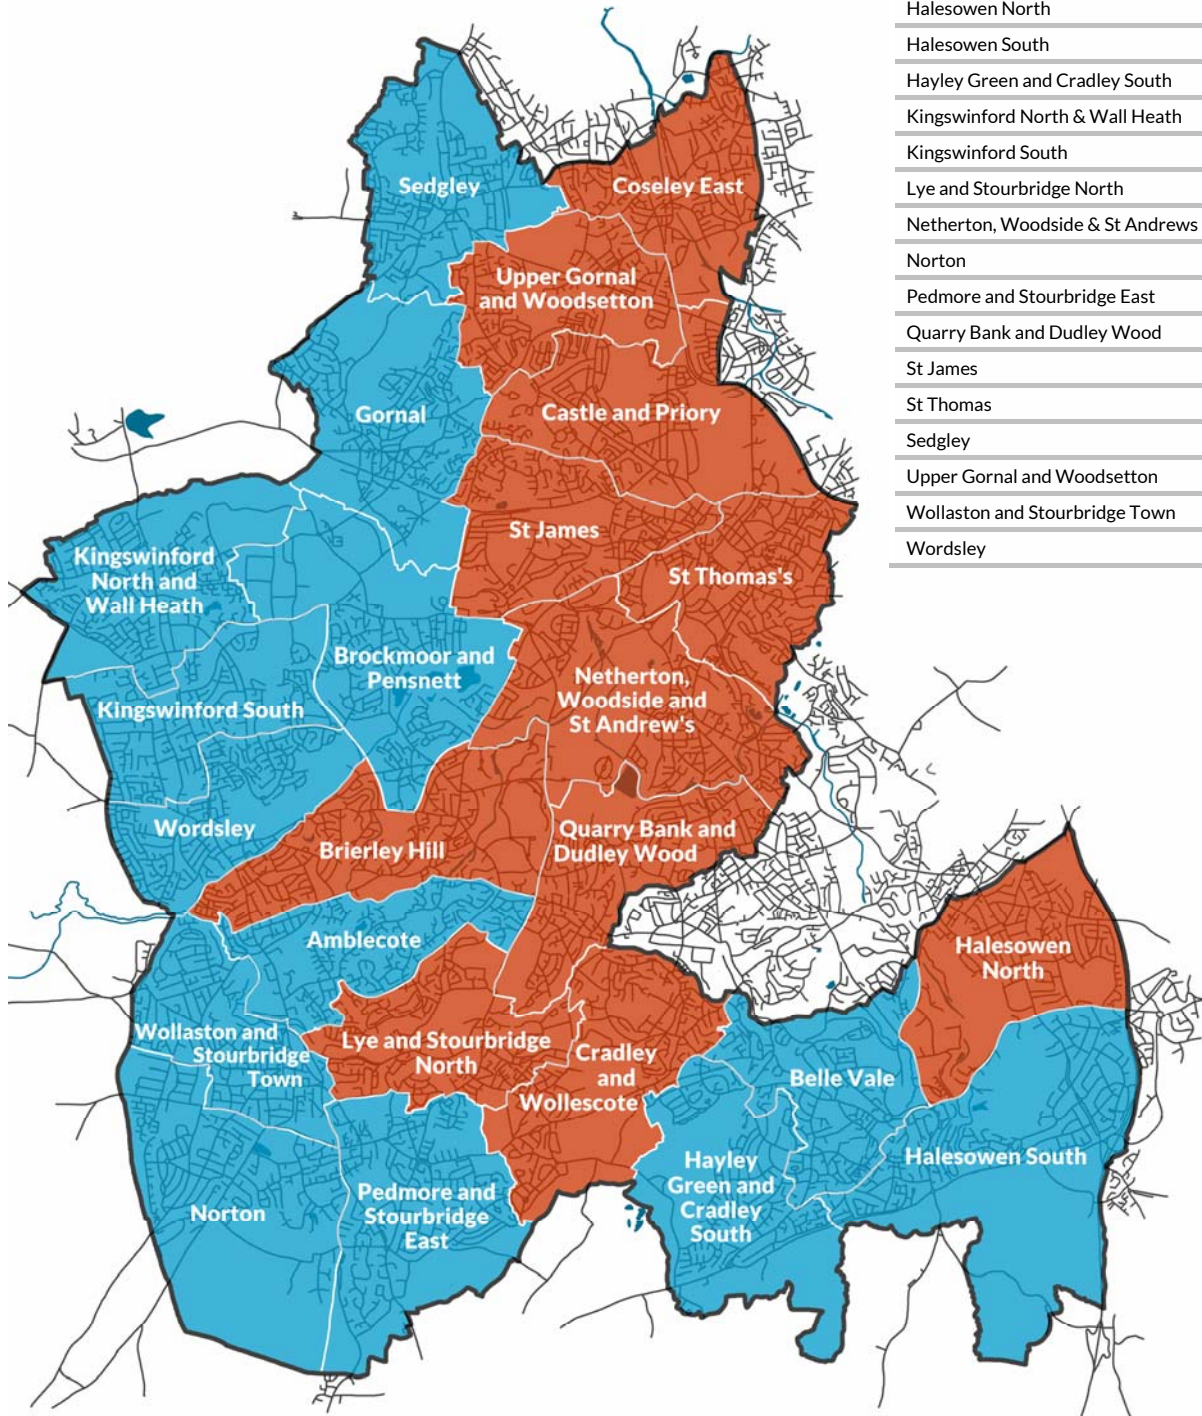 Halesowen North
Halesowen South
Hayley Green and Cradley South
Kingswinford North & Wall Heath
Kingswinford South
Lye and Stourbridge North
Netherton, Woodside & St Andrews
Norton
Pedmore and Stourbridge East
Quarry Bank and Dudley Wood
St James
St Thomas
Sedgley
Upper Gornal and Woodsetton
Wollaston and Stourbridge Town
Wordsley
Sedgley
Coseley East
Upper Gornal
and Woodsetton
Gornal
Castle and Priory
St James
St Thomas's
Kingswinford
North and
Wall Heath
Brockmoor and
Pensnett
Netherton,
Woodside and
St Andrew's
Kingswinford South
Wordsley
Brierley Hill
Quarry Bank and
Dudley Wood
Amblecote
Halesowen
North
Wollaston and
Stourbridge
Town
Lye and Stourbridge
North
Cradley
and
Wollescote
Belle Vale
Halesowen South
Hayley
Green and
Cradley
South
Norton
Pedmore and
Stourbridge
East